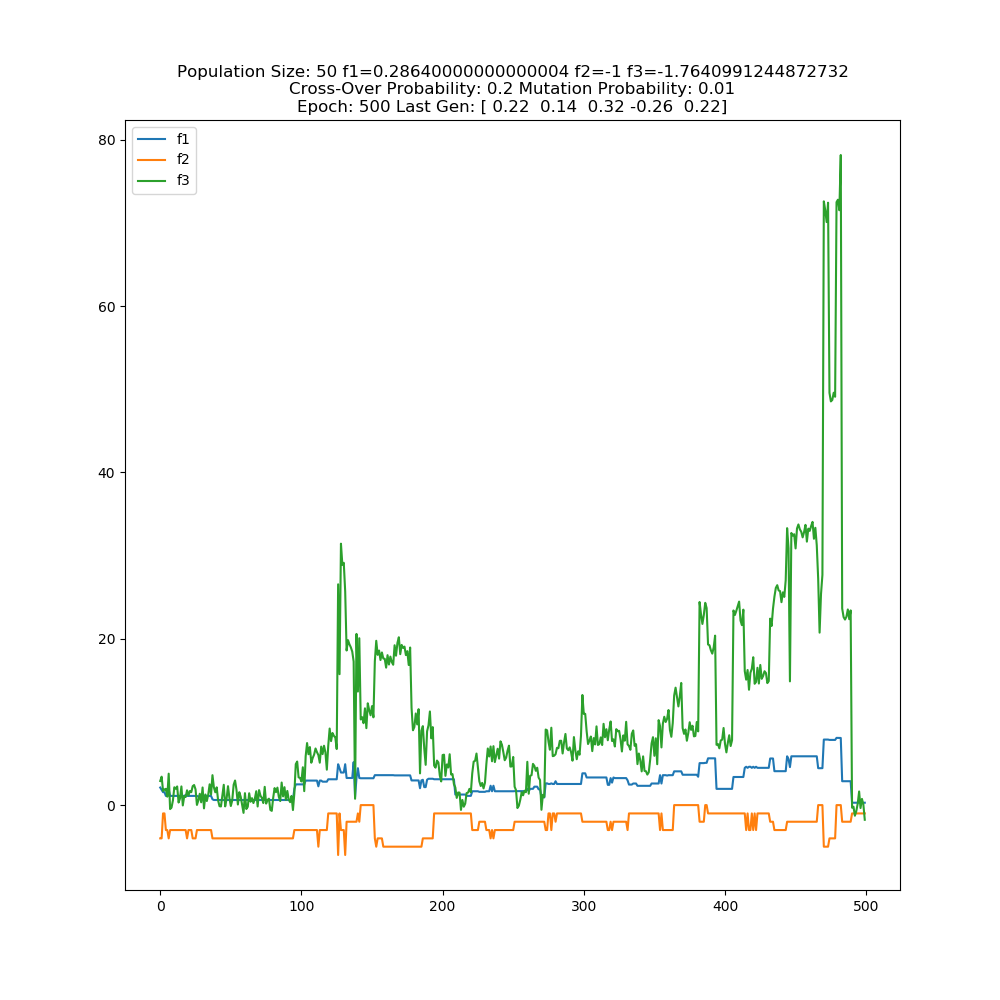 Population Size: 50 f1=0.28640000000000004 f2=-1 f3=-1.7640991244872732
Cross-Over Probability: 0.2 Mutation Probability: 0.01
Epoch: 500 Last Gen: [ 0.22  0.14  0.32 -0.26  0.22]
f1
f2
f3
80
60
40
20
0
0 100 200 300 400 500